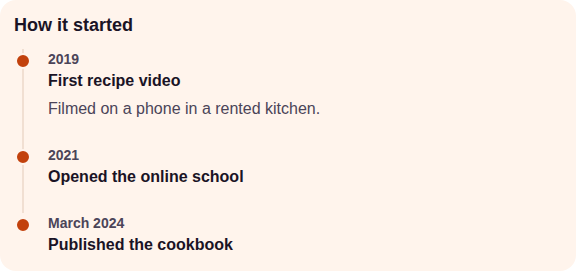 How it started
2019
First recipe video
Filmed on a phone in a rented kitchen.
2021
Opened the online school
March 2024
Published the cookbook